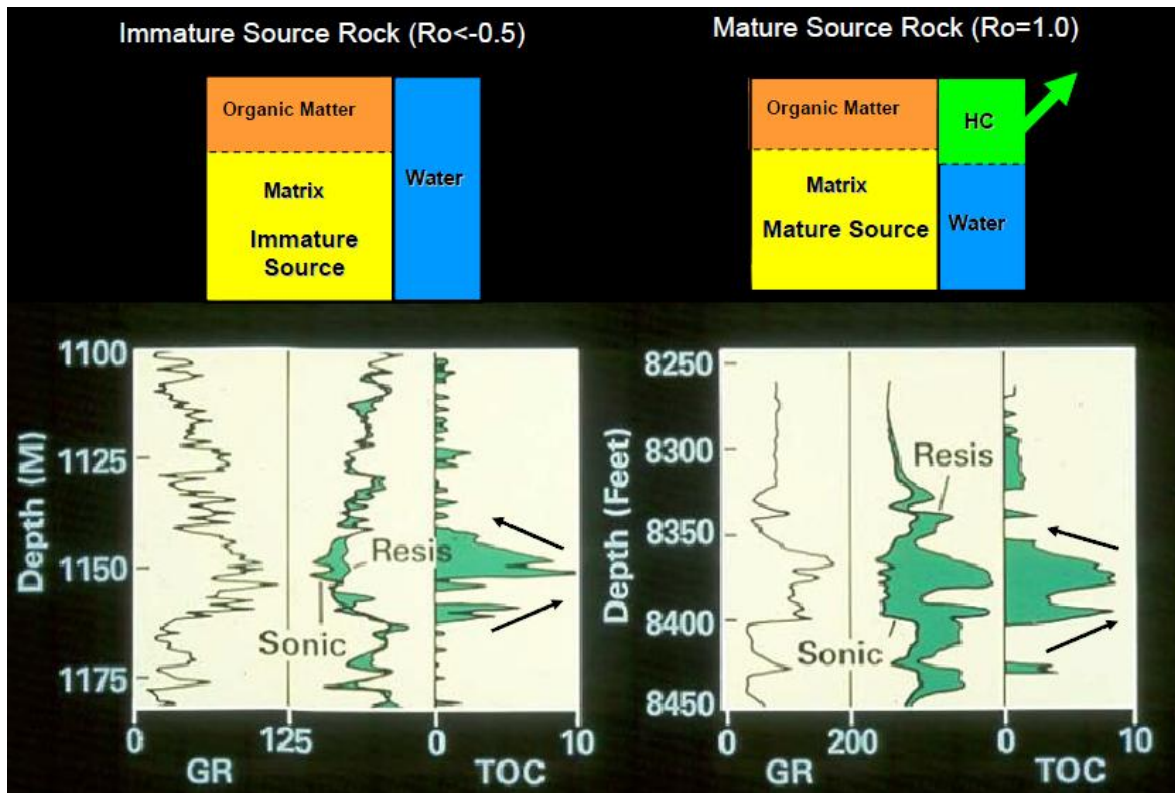 Immature Source Rock (Ro<-0.5)
Organic Matter
Matrix
Immature
Source
Water
Mature Source Rock (Ro=1.0)
Organic Matter
Matrix
Mature Source
HC
Water
Depth (M)
1100
1125
1150
1175
Resis
Sonic
0
125
0
10
GR
TOC
Depth (Feet)
8250
8300
8350
8400
8450
Resis
Sonic
0
200
0
10
GR
TOC